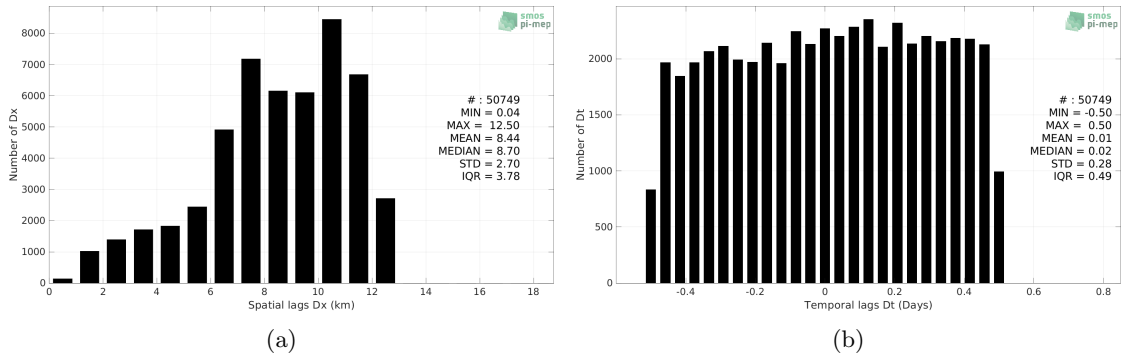 smos
pi-mep
8000
7000
6000
5000
4000
3000
2000
1000
0
Number of Dx
# : 50749
MIN = 0.04
MAX = 12.50
MEAN = 8.44
MEDIAN = 8.70
STD = 2.70
IQR = 3.78
0 2 4 6 8 10 12 14 16 18
Spatial lags Dx (km)
(a)
smos
pi-mep
2000
1500
1000
500
0
Number of Dt
# : 50749
MIN = -0.50
MAX = 0.50
MEAN = 0.01
MEDIAN = 0.02
STD = 0.28
IQR = 0.49
-0.4 -0.2 0 0.2 0.4 0.6 0.8
Temporal lags Dt (Days)
(b)